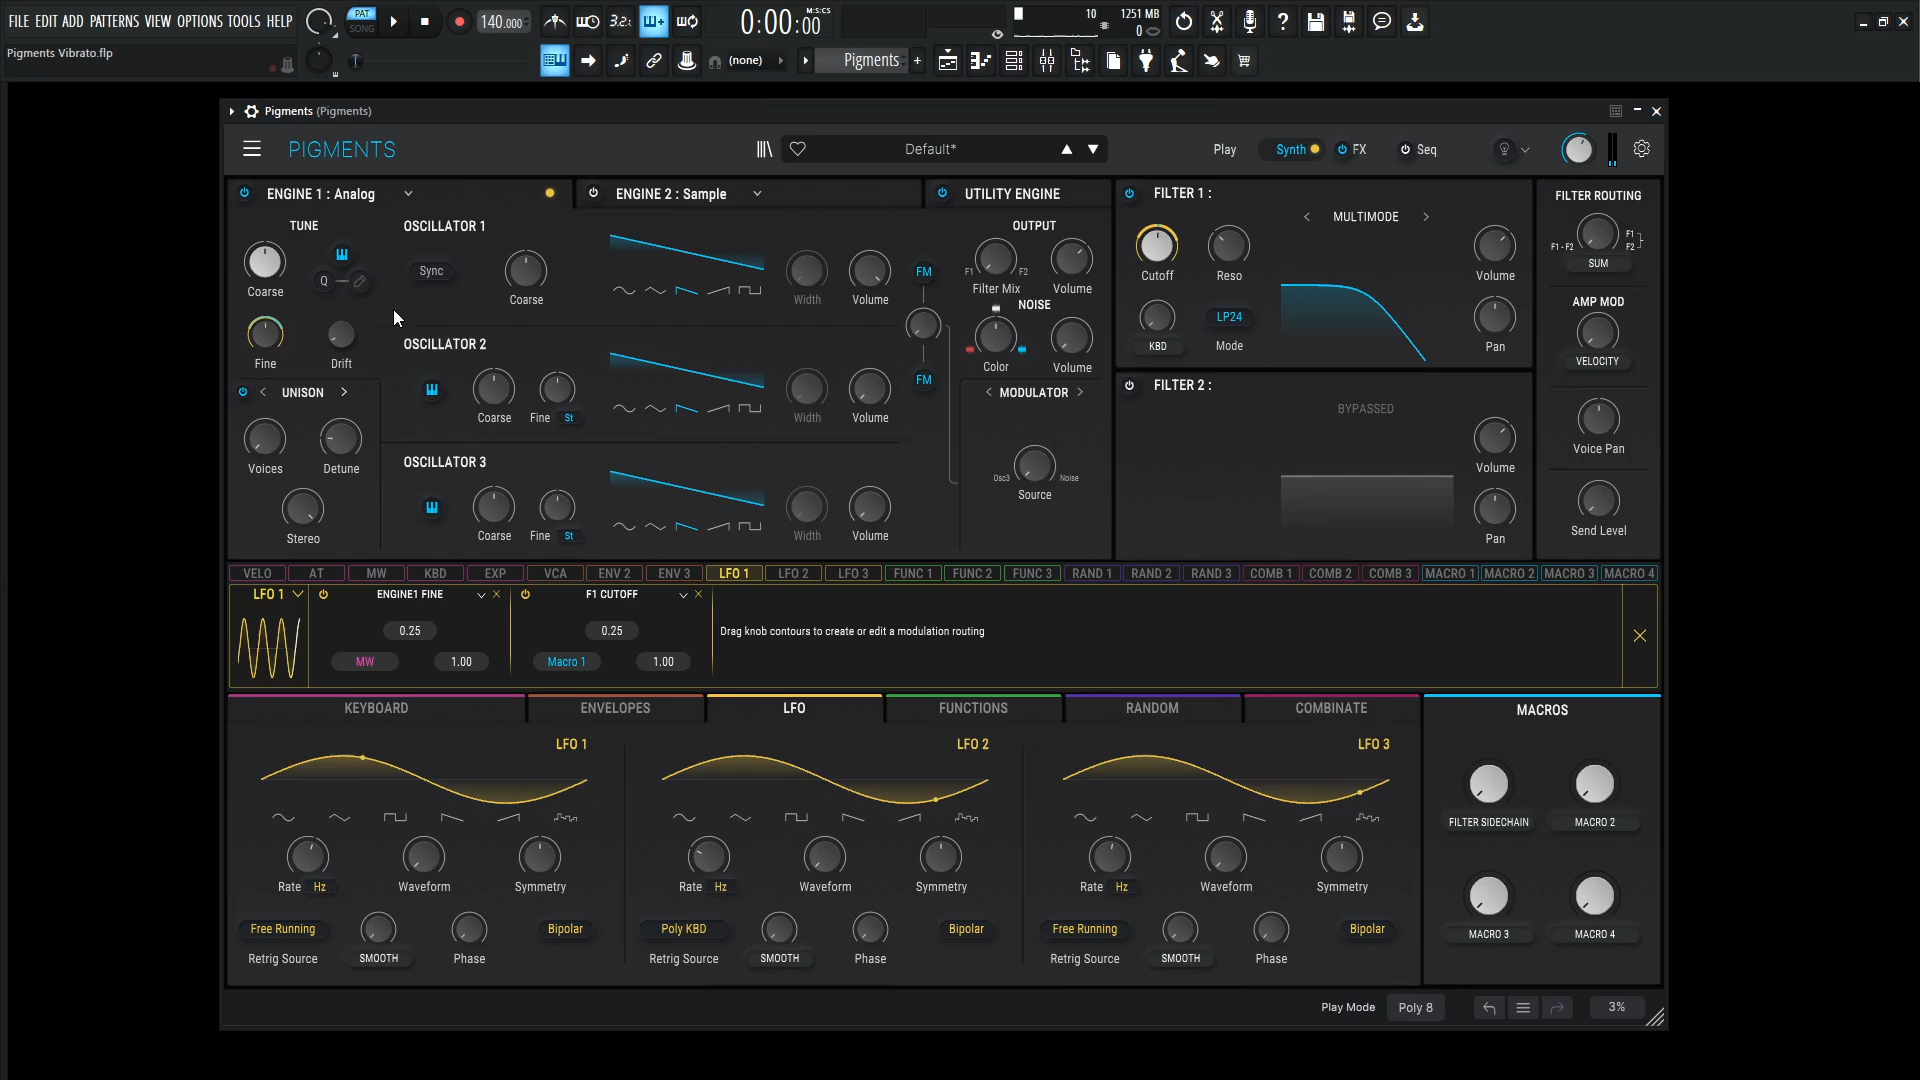 FILE EDIT ADD PATTERNS VIEW OPTIONS TOOLS HELP
PAT
SONG
140.000
3.2.
0:00:00
M:S:CS
10
1251 MB
0
Pigments Vibrato.flp
(none)
Pigments
Pigments (Pigments)
PIGMENTS
Default*
Play
Synth
FX
Seq
ENGINE 1 : Analog
ENGINE 2 : Sample
UTILITY ENGINE
FILTER 1 :
FILTER ROUTING
TUNE
OSCILLATOR 1
OUTPUT
MULTIMODE
Coarse
Q
Sync
Coarse
Width
Volume
FM
F1
F2
Filter Mix
Volume
Cutoff
Reso
Volume
F1 - F2
F1
F2
SUM
NOISE
AMP MOD
Fine
Drift
OSCILLATOR 2
Color
Volume
KBD
LP24
Mode
Pan
VELOCITY
UNISON
Coarse
Fine
St
Width
Volume
FM
MODULATOR
FILTER 2 :
BYPASSED
Voices
Detune
OSCILLATOR 3
Volume
Voice Pan
Stereo
Coarse
Fine
St
Width
Volume
Osc3
Noise
Source
Pan
Send Level
VELO AT MW KBD EXP VCA ENV 2 ENV 3 LFO 1 LFO 2 LFO 3 FUNC 1 FUNC 2 FUNC 3 RAND 1 RAND 2 RAND 3 COMB 1 COMB 2 COMB 3 MACRO 1 MACRO 2 MACRO 3 MACRO 4
LFO 1
ENGINE1 FINE
F1 CUTOFF
0.25
0.25
Drag knob contours to create or edit a modulation routing
MW
1.00
Macro 1
1.00
KEYBOARD
ENVELOPES
LFO
FUNCTIONS
RANDOM
COMBINATE
MACROS
LFO 1
LFO 2
LFO 3
FILTER SIDECHAIN
MACRO 2
Rate Hz
Waveform
Symmetry
Rate Hz
Waveform
Symmetry
Rate Hz
Waveform
Symmetry
Free Running
Bipolar
Poly KBD
Bipolar
Free Running
Bipolar
MACRO 3
MACRO 4
Retrig Source
SMOOTH
Phase
Retrig Source
SMOOTH
Phase
Retrig Source
SMOOTH
Phase
Play Mode
Poly 8
3%